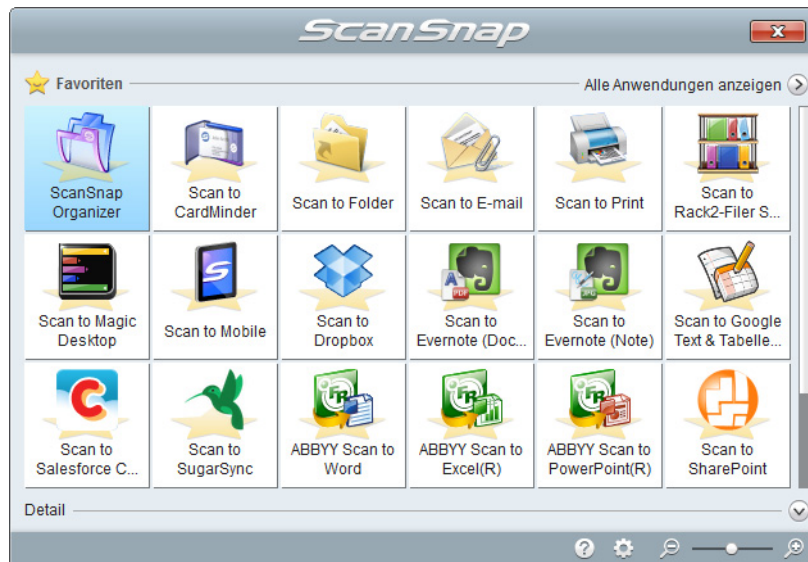 ScanSnap
Favoriten
Alle Anwendungen anzeigen
ScanSnap
Organizer
Scan to
CardMinder
Scan to Folder
Scan to E-mail
Scan to Print
Scan to
Rack2-Filer S...
Scan to Magic
Desktop
Scan to Mobile
Scan to
Dropbox
Scan to
Evernote (Doc...
Scan to
Evernote (Note)
Scan to Google
Text & Tabelle...
Scan to
Salesforce C...
Scan to
SugarSync
ABBYY Scan to
Word
ABBYY Scan to
Excel(R)
ABBYY Scan to
PowerPoint(R)
Scan to
SharePoint
Detail